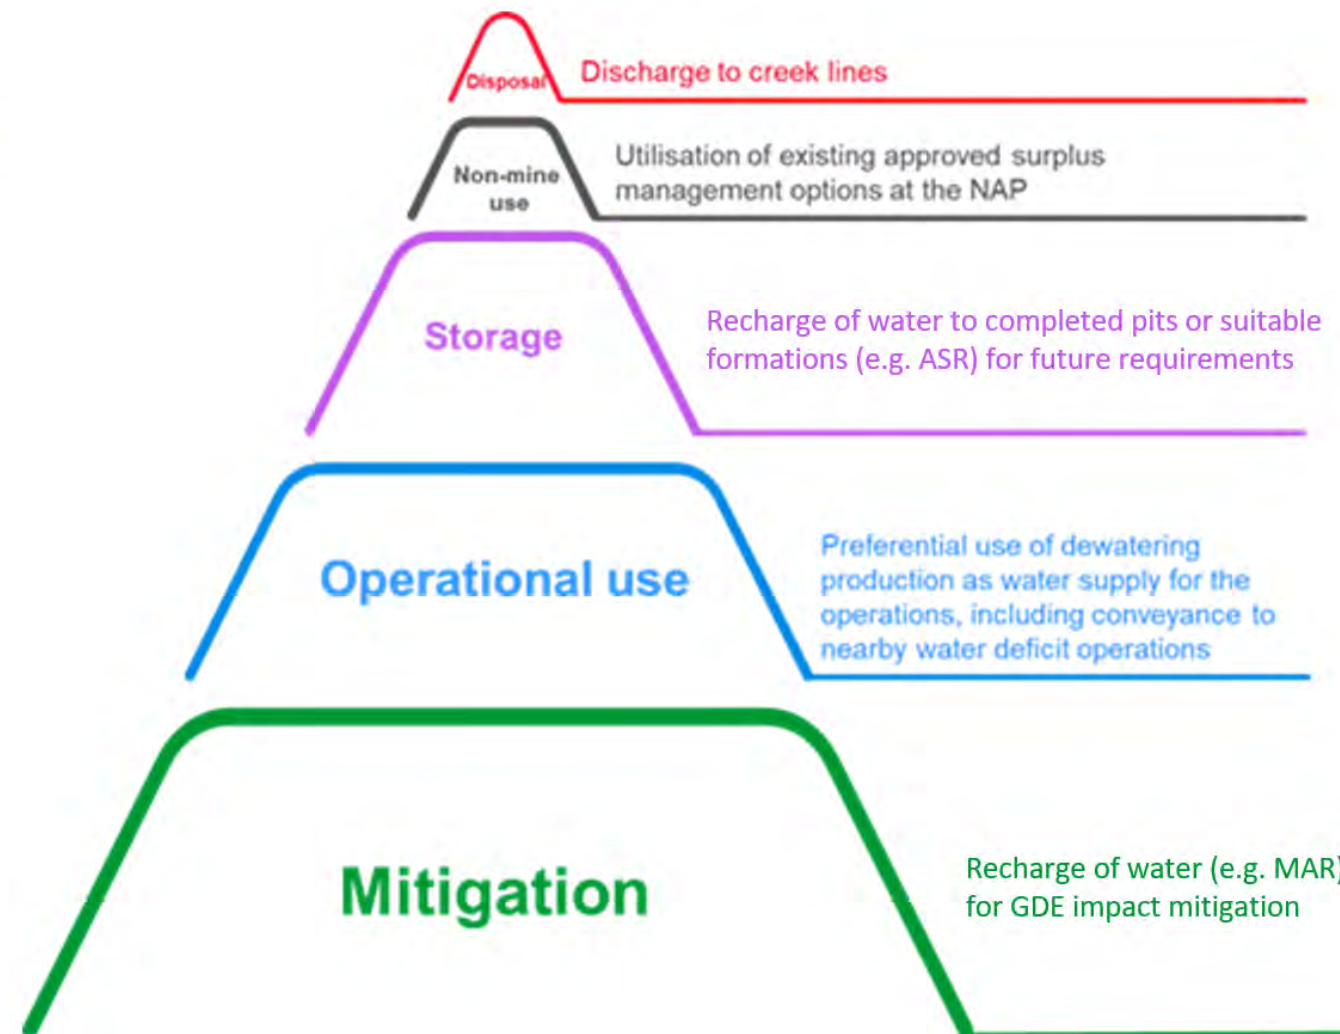 Disposal
Discharge to creek lines
Non-mine
use
Utilisation of existing approved surplus
management options at the NAP
Storage
Recharge of water to completed pits or suitable
formations (e.g. ASR) for future requirements
Operational use
Preferential use of dewatering
production as water supply for the
operations, including conveyance to
nearby water deficit operations
Mitigation
Recharge of water (e.g. MAR)
for GDE impact mitigation